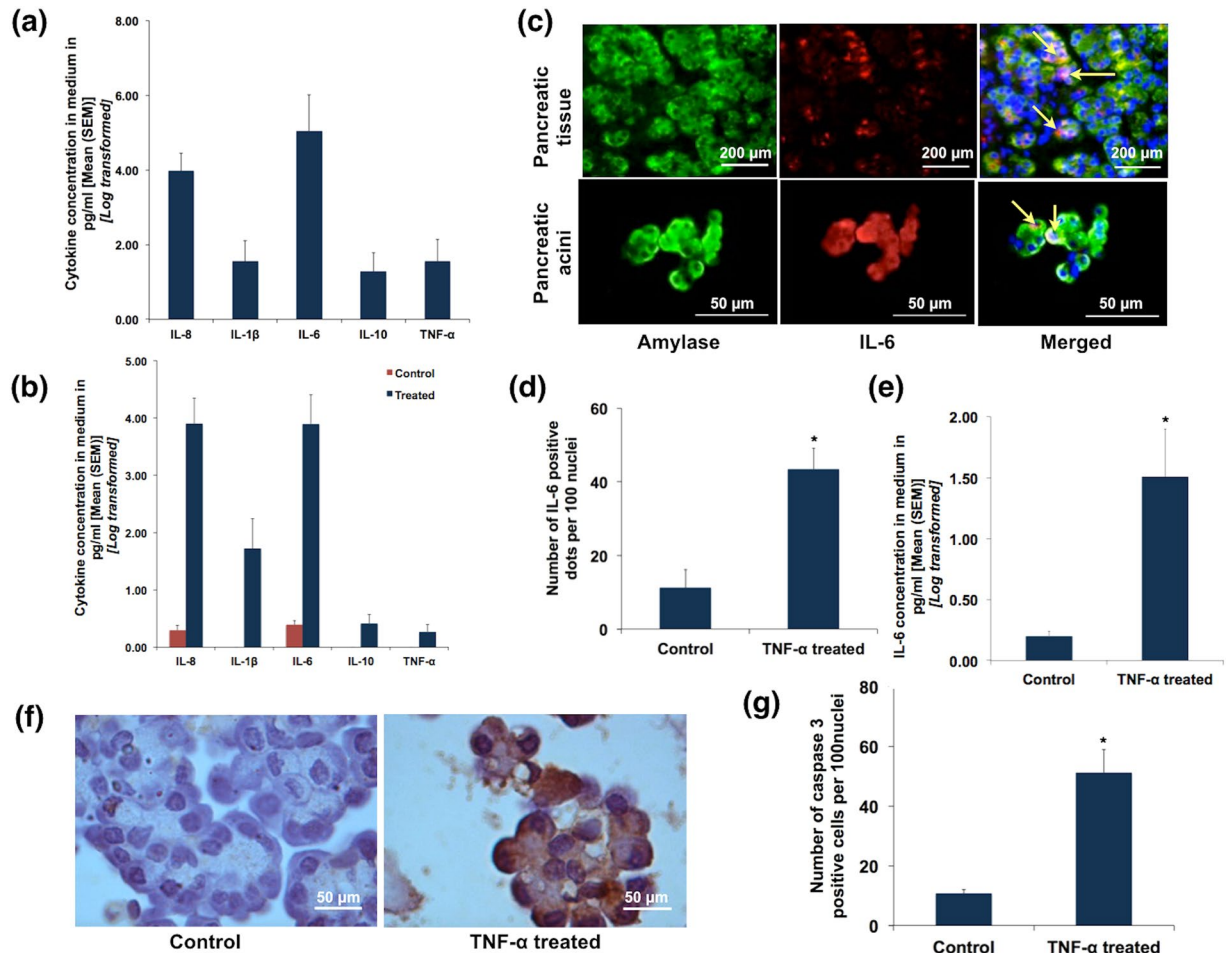 (a)
Cytokine concentration in medium in
pg/ml [Mean (SEM)]
[Log transformed]
8.00
6.00
4.00
2.00
0.00
IL-8 IL-1β IL-6 IL-10 TNF-α
(b)
Cytokine concentration in medium in
pg/ml [Mean (SEM)]
[Log transformed]
5.00
4.00
3.00
2.00
1.00
0.00
Control
Treated
IL-8 IL-1β IL-6 IL-10 TNF-α
(c)
Pancreatic
tissue
200 µm 200 µm 200 µm
Pancreatic
acini
50 µm 50 µm 50 µm
Amylase IL-6 Merged
(d)
Number of IL-6 positive
dots per 100 nuclei
60
40
20
0
*
Control TNF-α treated
(e)
IL-6 concentration in medium in
pg/ml [Mean (SEM)]
[Log transformed]
2.00
1.50
1.00
0.50
0.00
*
Control TNF-α treated
(f)
50 µm 50 µm
Control TNF-α treated
(g)
Number of caspase 3
positive cells per 100nuclei
80
60
40
20
0
*
Control TNF-α treated